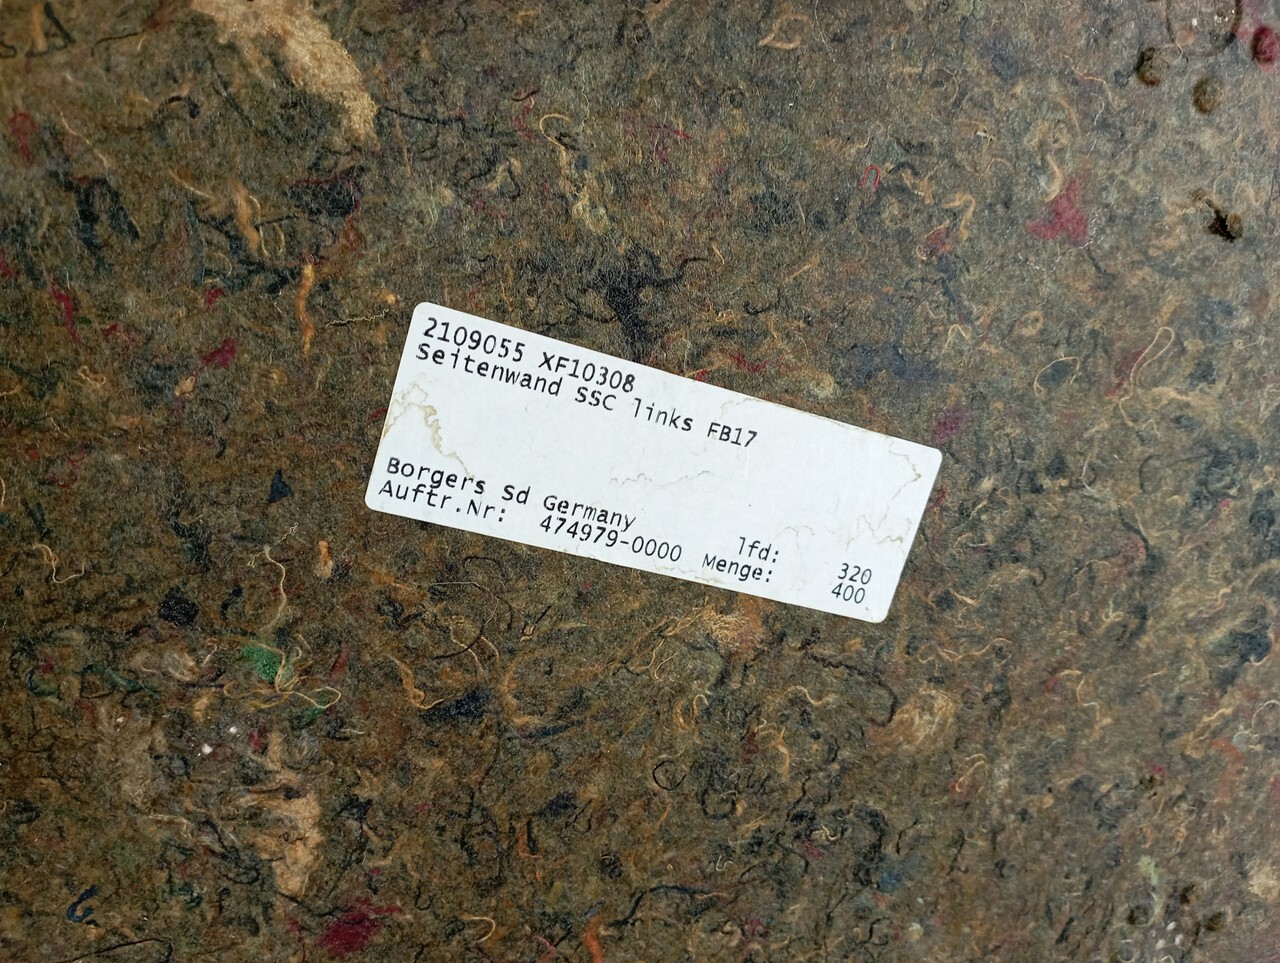 2109055 XF10308
Seitenwand SSC links FB17
Borgers Sd Germany
lfd: 320
Auftr.Nr: 474979-0000 Menge: 400